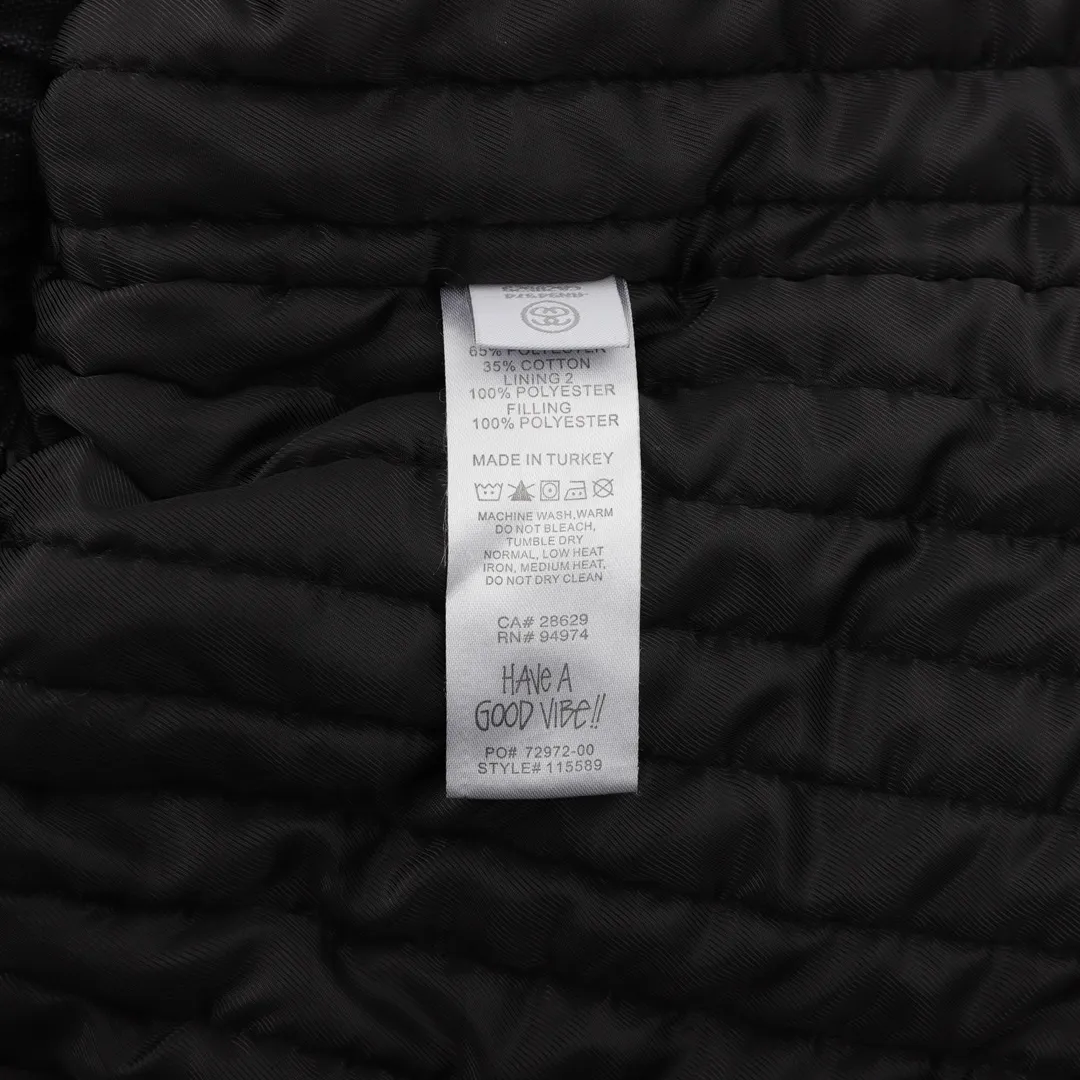 65% POLYESTER
35% COTTON
LINING 2
100% POLYESTER
FILLING
100% POLYESTER
MADE IN TURKEY
MACHINE WASH,WARM
DO NOT BLEACH,
TUMBLE DRY
NORMAL, LOW HEAT
IRON, MEDIUM HEAT,
DO NOT DRY CLEAN
CA# 28629
RN# 94974
HAVE A
GOOD VIBE!!
PO# 72972-00
STYLE# 115589